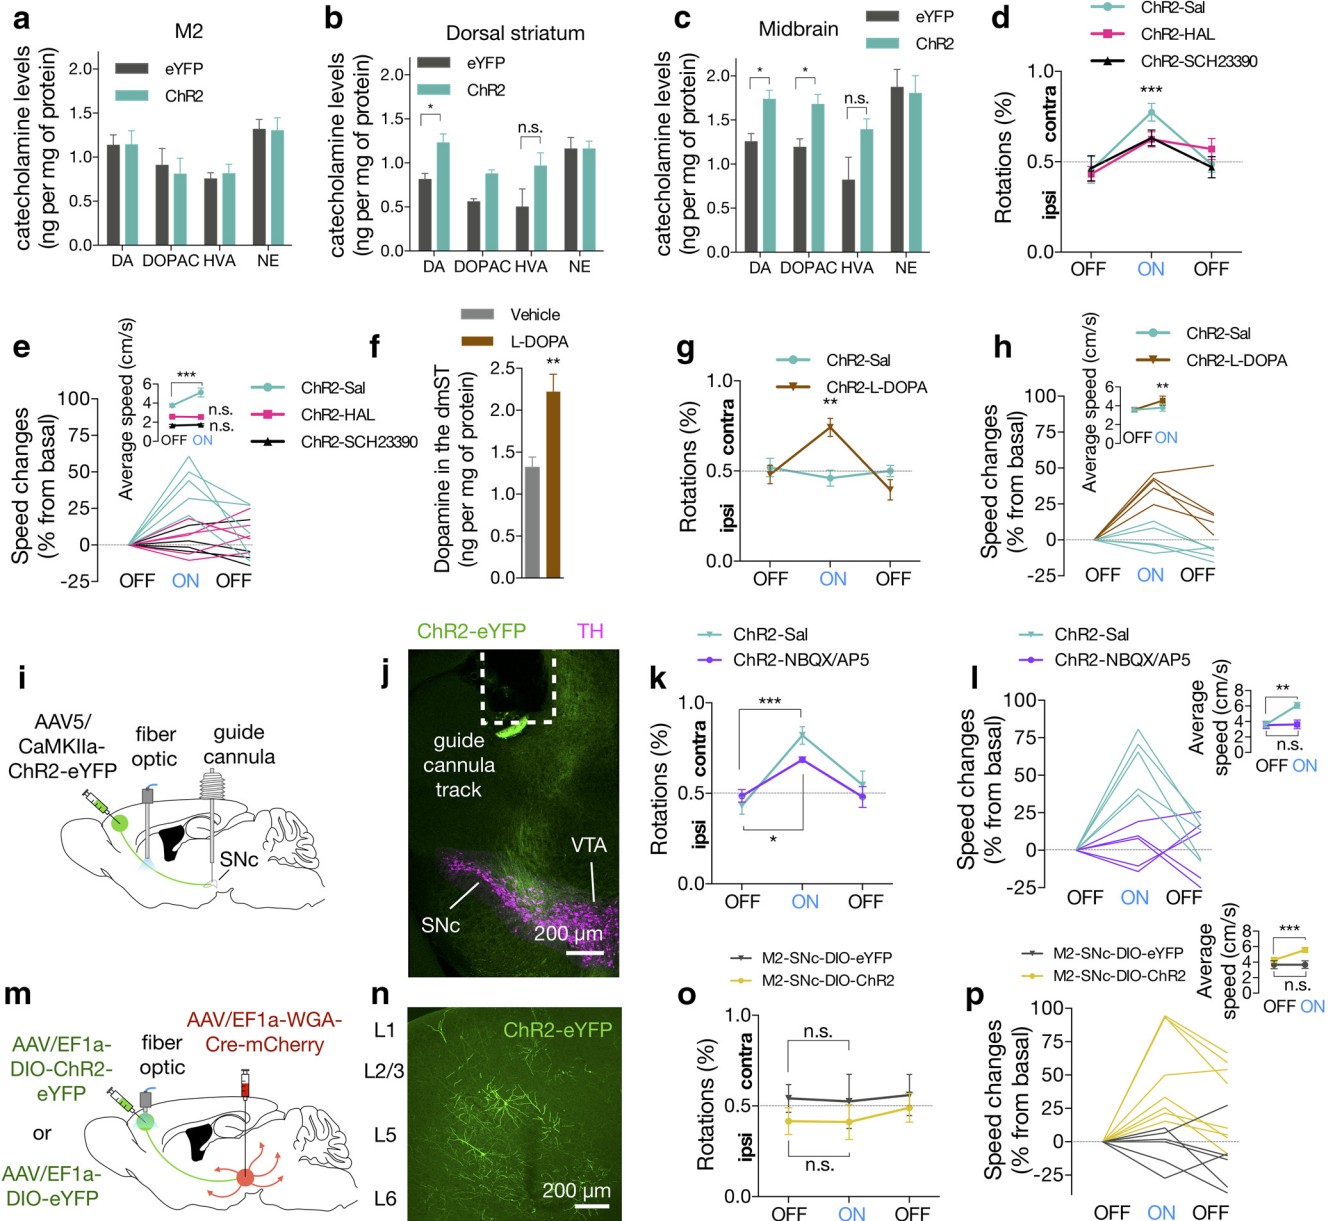 a
M2
catecholamine levels
(ng per mg of protein)
2.0
1.5
1.0
0.5
0.0
eYFP
ChR2
DA DOPAC HVA NE
b
Dorsal striatum
catecholamine levels
(ng per mg of protein)
2.0
1.5
1.0
0.5
0.0
eYFP
ChR2
*
n.s.
DA DOPAC HVA NE
c
Midbrain
eYFP
ChR2
catecholamine levels
(ng per mg of protein)
2.0
1.5
1.0
0.5
0.0
* *
n.s.
DA DOPAC HVA NE
d
ChR2-Sal
ChR2-HAL
ChR2-SCH23390
Rotations (%)
ipsi contra
1.0
0.5
0.0
***
OFF ON OFF
e
Speed changes
(% from basal)
100
75
50
25
0
-25
Average speed (cm/s)
6
4
2
0
***
n.s.
n.s.
OFF ON
ChR2-Sal
ChR2-HAL
ChR2-SCH23390
OFF ON OFF
f
Vehicle
L-DOPA
Dopamine in the dmST
(ng per mg of protein)
2.5
2.0
1.5
1.0
0.5
0.0
**
g
ChR2-Sal
ChR2-L-DOPA
Rotations (%)
ipsi contra
1.0
0.5
0.0
**
OFF ON OFF
h
ChR2-Sal
ChR2-L-DOPA
Average speed (cm/s)
6
4
2
0
**
OFF ON
Speed changes
(% from basal)
100
75
50
25
0
-25
OFF ON OFF
i
AAV5/
CaMKIIa-
ChR2-eYFP
fiber
optic
guide
cannula
SNc
j
ChR2-eYFP TH
guide
cannula
track
VTA
SNc
200 µm
k
ChR2-Sal
ChR2-NBQX/AP5
Rotations (%)
ipsi contra
1.0
0.5
0.0
***
*
OFF ON OFF
l
ChR2-Sal
ChR2-NBQX/AP5
Average
speed (cm/s)
8
6
4
2
0
**
n.s.
OFF ON
Speed changes
(% from basal)
100
75
50
25
0
-25
OFF ON OFF
m
AAV/EF1a-
DIO-ChR2-
eYFP
or
AAV/EF1a-
DIO-eYFP
fiber
optic
AAV/EF1a-WGA-
Cre-mCherry
n
L1
L2/3
L5
L6
ChR2-eYFP
200 µm
o
M2-SNc-DIO-eYFP
M2-SNc-DIO-ChR2
Rotations (%)
ipsi contra
1.0
0.5
0.0
n.s.
n.s.
OFF ON OFF
p
M2-SNc-DIO-eYFP
M2-SNc-DIO-ChR2
Average
speed (cm/s)
8
6
4
2
0
***
n.s.
OFF ON
Speed changes
(% from basal)
100
75
50
25
0
-25
OFF ON OFF